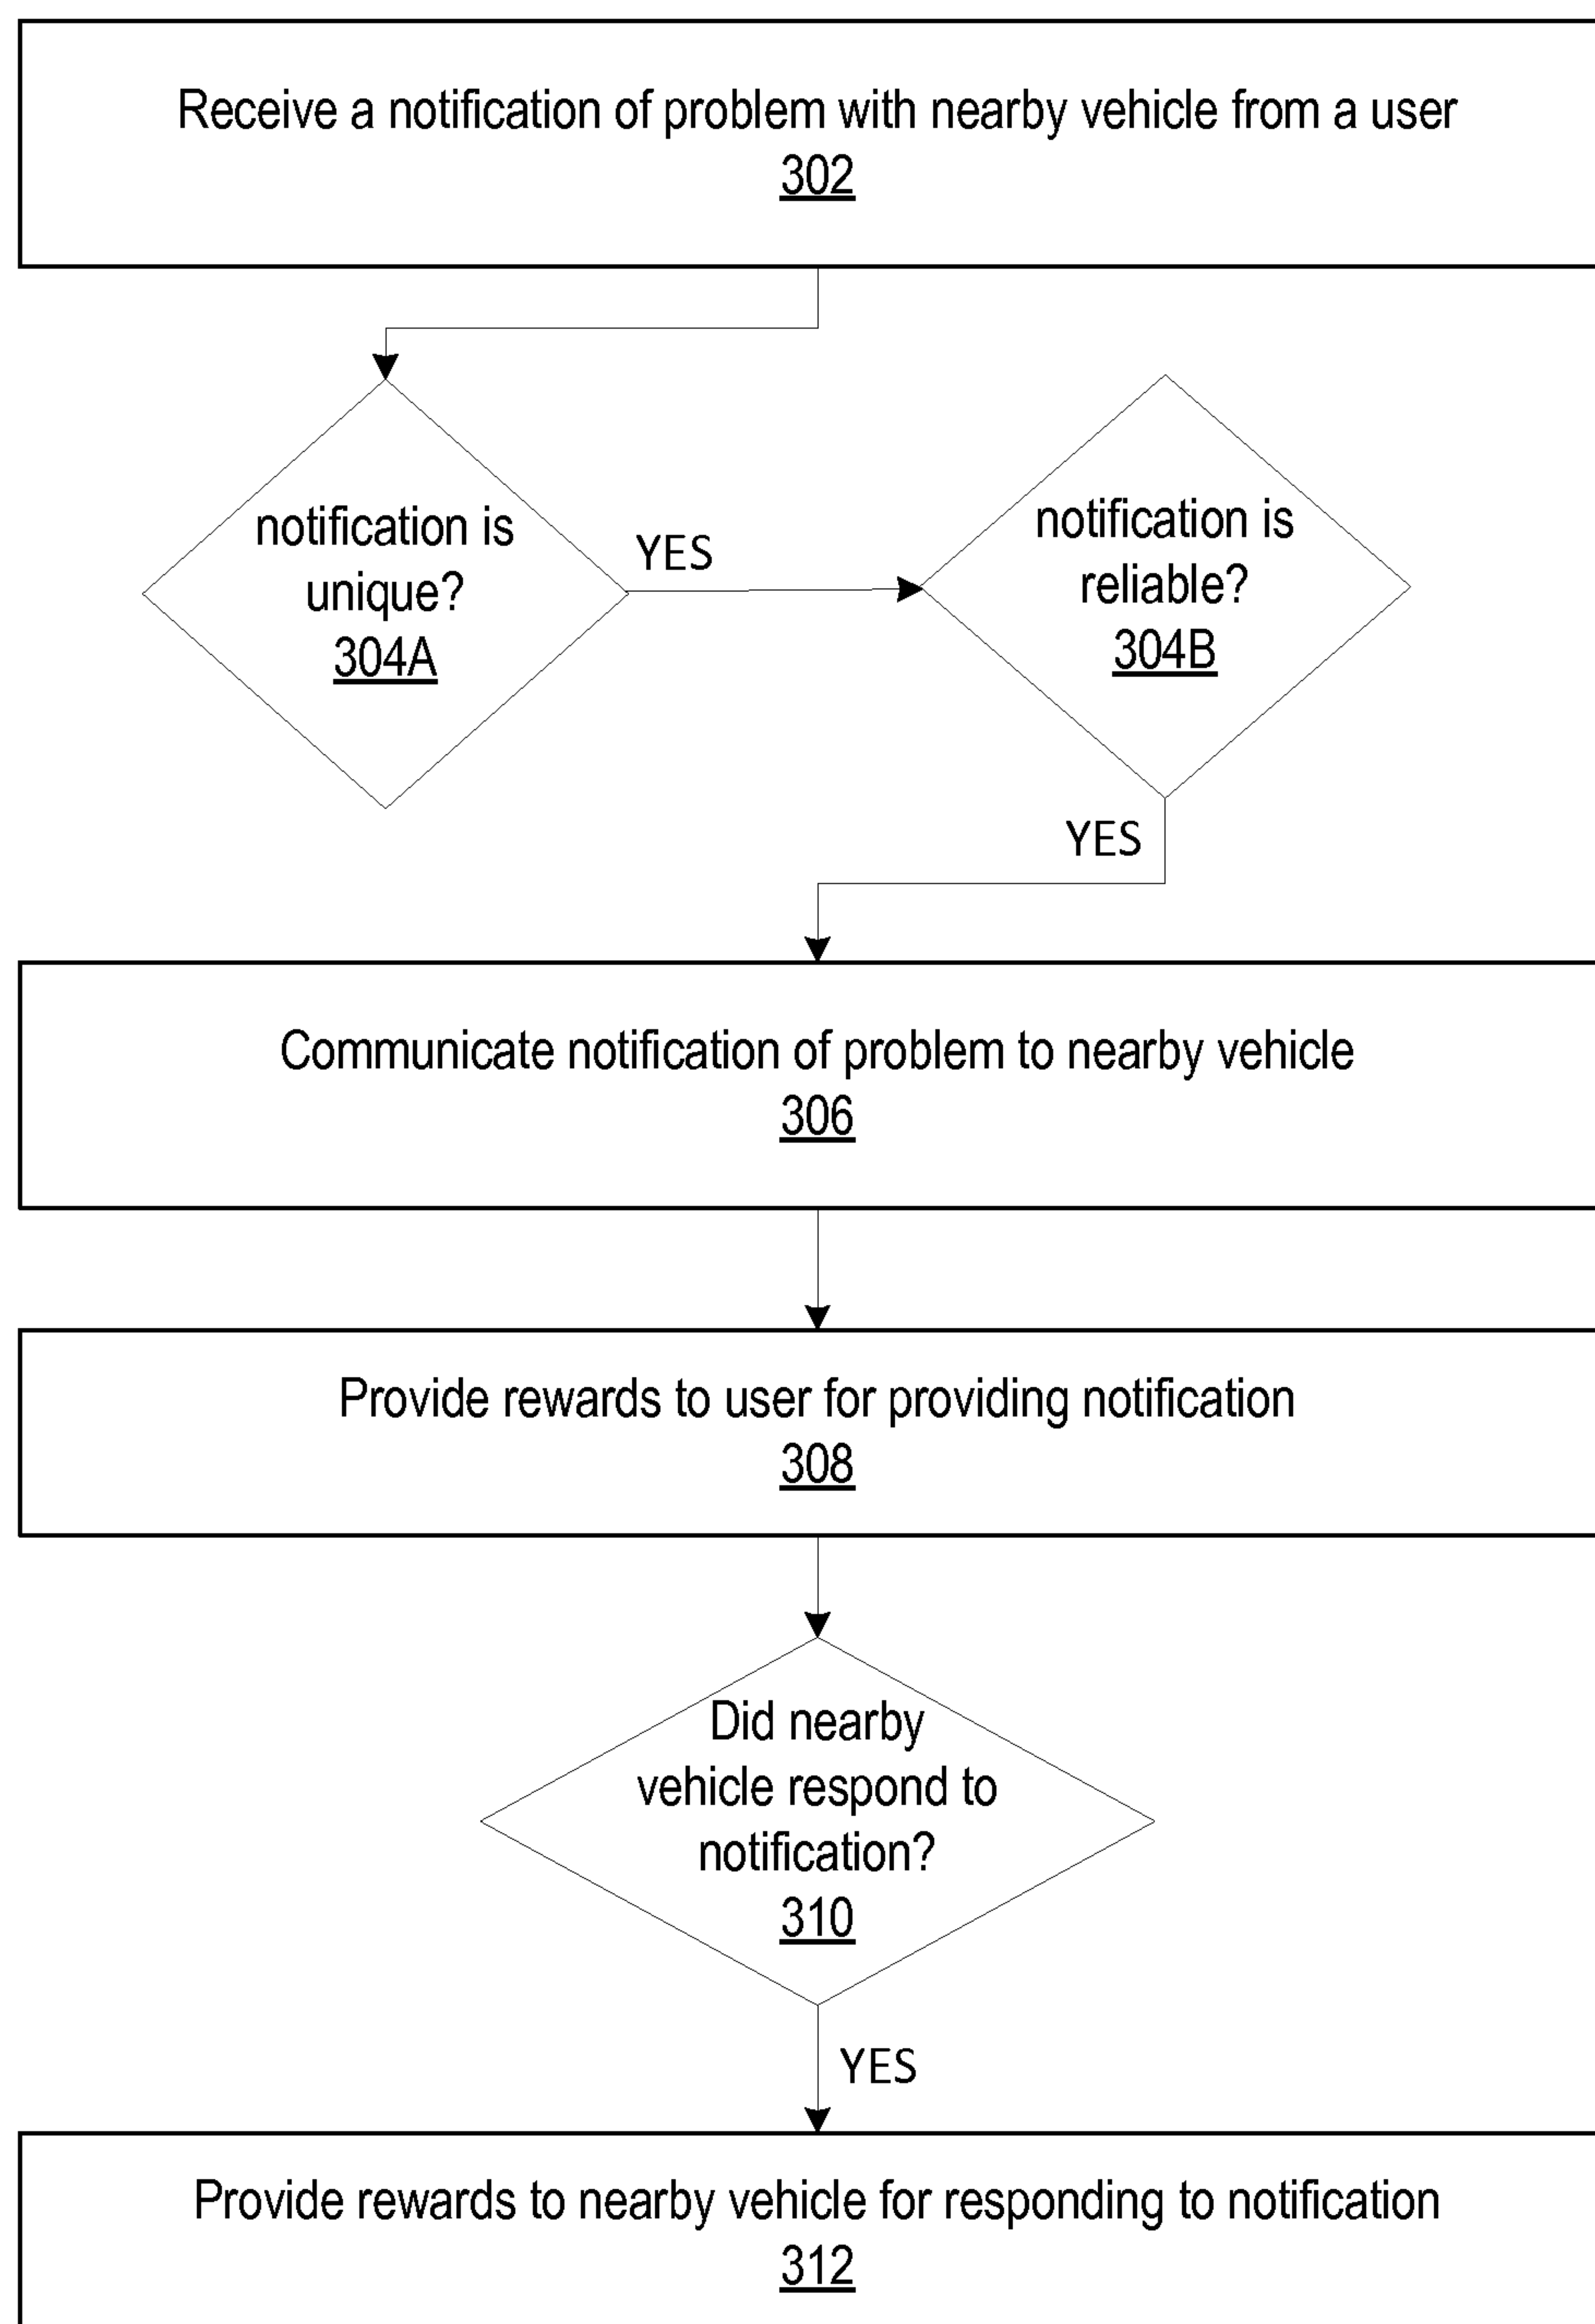 Receive a notification of problem with nearby vehicle from a user
302
notification is
unique?
304A
YES
notification is
reliable?
304B
YES
Communicate notification of problem to nearby vehicle
306
Provide rewards to user for providing notification
308
Did nearby
vehicle respond to
notification?
310
YES
Provide rewards to nearby vehicle for responding to notification
312